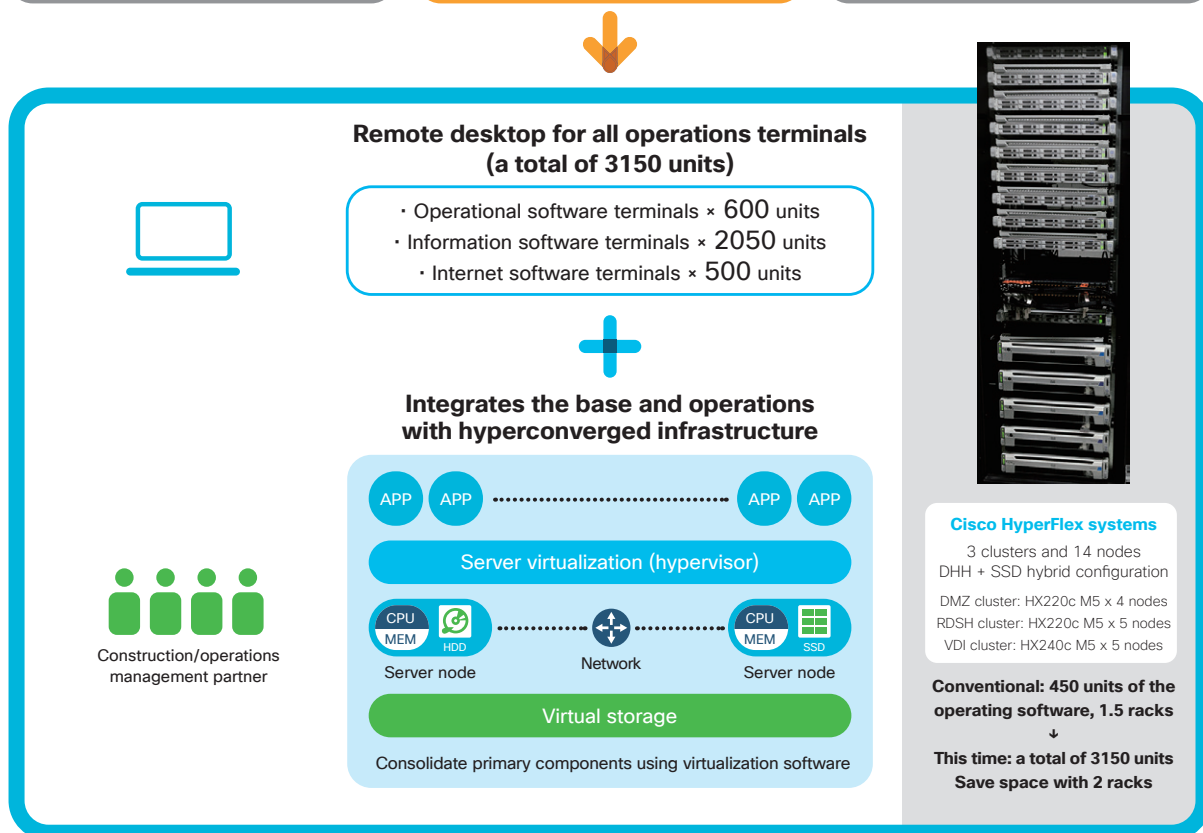 Remote desktop for all operations terminals
(a total of 3150 units)
· Operational software terminals × 600 units
· Information software terminals × 2050 units
· Internet software terminals × 500 units
Integrates the base and operations
with hyperconverged infrastructure
APP APP APP APP
Server virtualization (hypervisor)
CPU
MEM
HDD
Server node
Network
CPU
MEM
SSD
Server node
Virtual storage
Consolidate primary components using virtualization software
Construction/operations
management partner
Cisco HyperFlex systems
3 clusters and 14 nodes
DHH + SSD hybrid configuration
DMZ cluster: HX220c M5 x 4 nodes
RDSH cluster: HX220c M5 x 5 nodes
VDI cluster: HX240c M5 x 5 nodes
Conventional: 450 units of the
operating software, 1.5 racks
↓
This time: a total of 3150 units
Save space with 2 racks